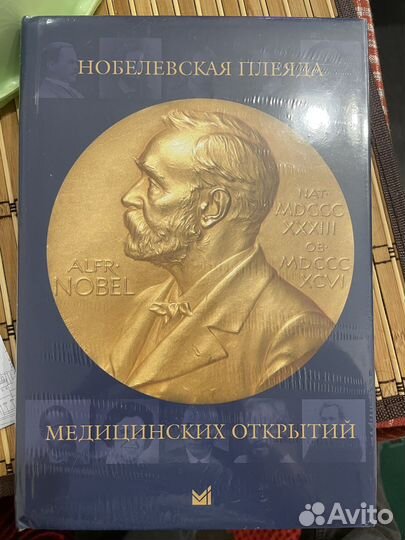 НОБЕЛЕВСКАЯ ПЛЕЯДА
ALFR·
NOBEL
NAT·
MDCCC
XXXIII
OB·
MDCCC
XCVI
МЕДИЦИНСКИХ ОТКРЫТИЙ
Avito